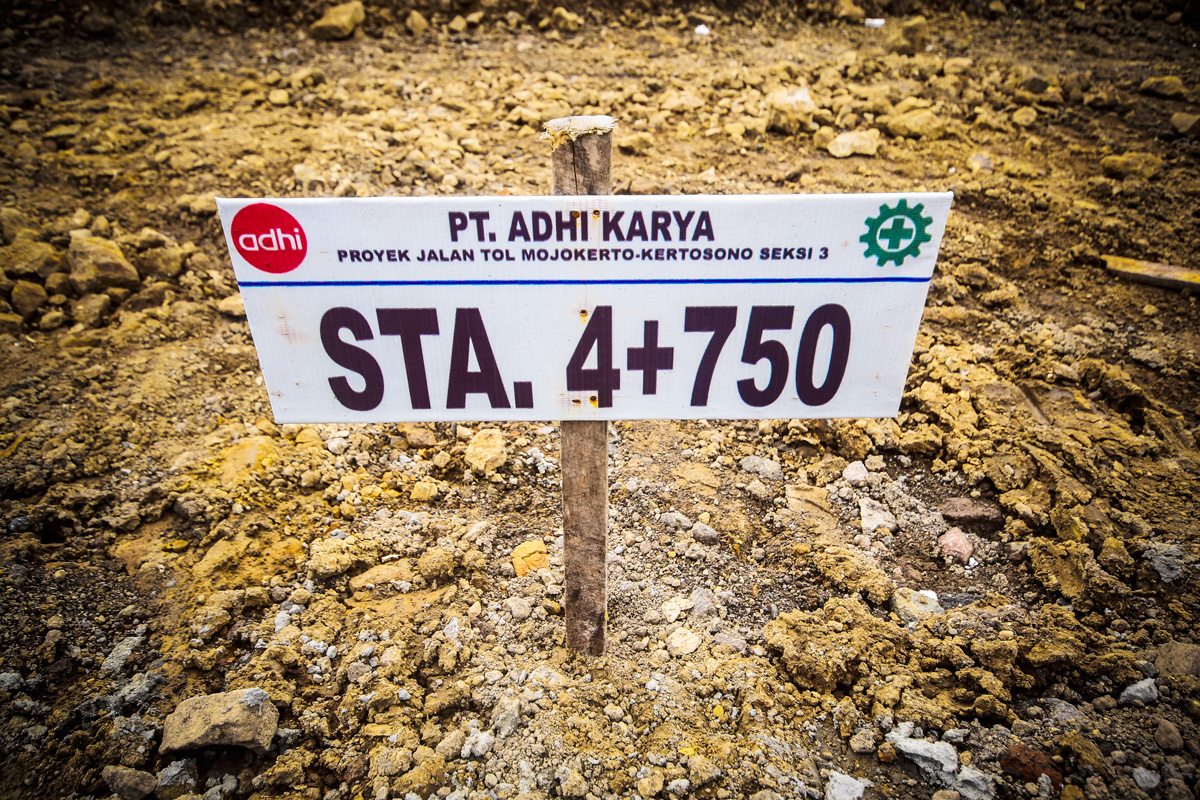 adhi
PT. ADHI KARYA
PROYEK JALAN TOL MOJOKERTO-KERTOSONO SEKSI 3
STA. 4+750